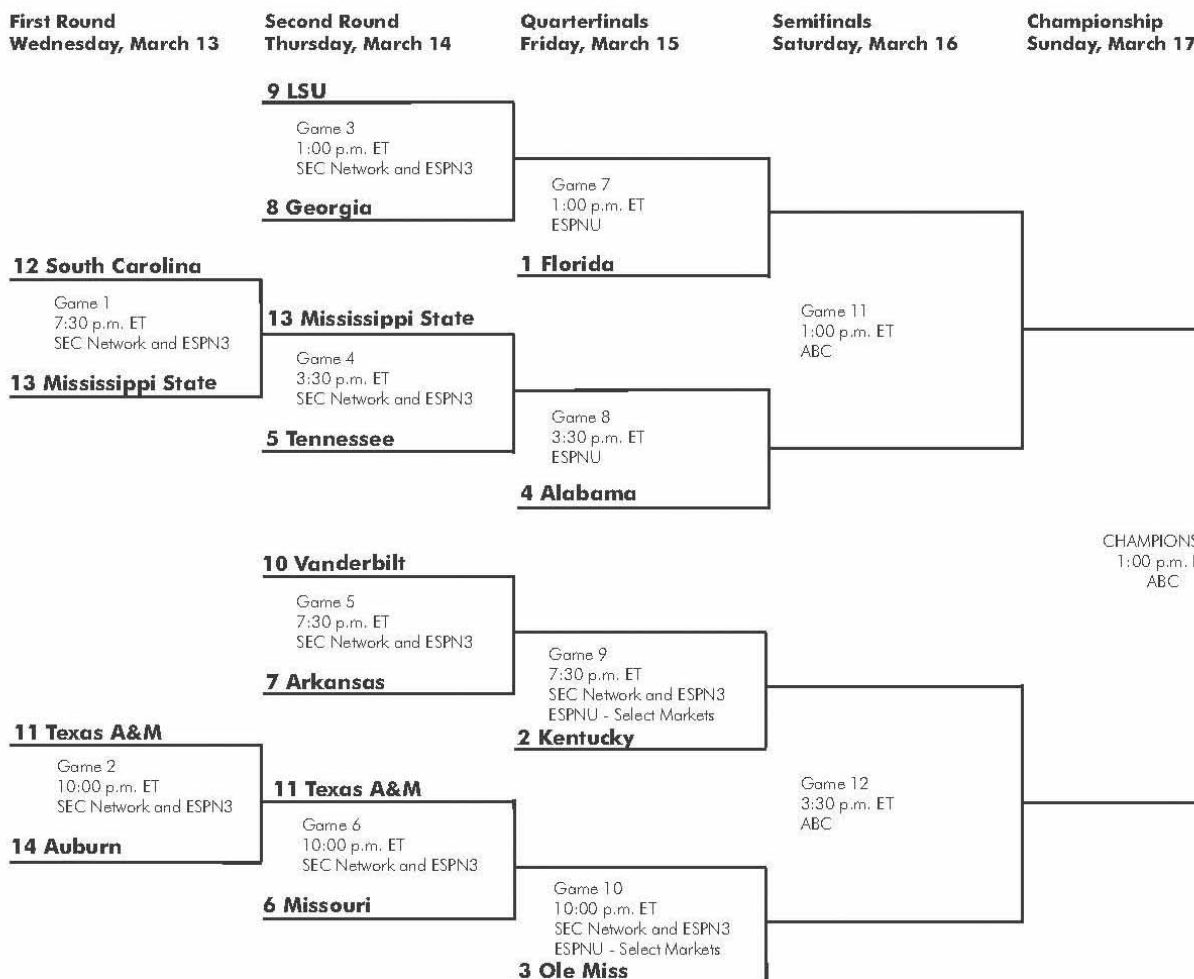 First Round
Wednesday, March 13
Second Round
Thursday, March 14
Quarterfinals
Friday, March 15
Semifinals
Saturday, March 16
Championship
Sunday, March 17
9 LSU
Game 3
1:00 p.m. ET
SEC Network and ESPN3
8 Georgia
Game 7
1:00 p.m. ET
ESPNU
1 Florida
12 South Carolina
Game 1
7:30 p.m. ET
SEC Network and ESPN3
13 Mississippi State
13 Mississippi State
Game 4
3:30 p.m. ET
SEC Network and ESPN3
5 Tennessee
Game 8
3:30 p.m. ET
ESPNU
4 Alabama
Game 11
1:00 p.m. ET
ABC
CHAMPIONS
1:00 p.m.
ABC
10 Vanderbilt
Game 5
7:30 p.m. ET
SEC Network and ESPN3
7 Arkansas
Game 9
7:30 p.m. ET
SEC Network and ESPN3
ESPNU - Select Markets
2 Kentucky
11 Texas A&M
Game 2
10:00 p.m. ET
SEC Network and ESPN3
14 Auburn
11 Texas A&M
Game 6
10:00 p.m. ET
SEC Network and ESPN3
6 Missouri
Game 10
10:00 p.m. ET
SEC Network and ESPN3
ESPNU - Select Markets
3 Ole Miss
Game 12
3:30 p.m. ET
ABC